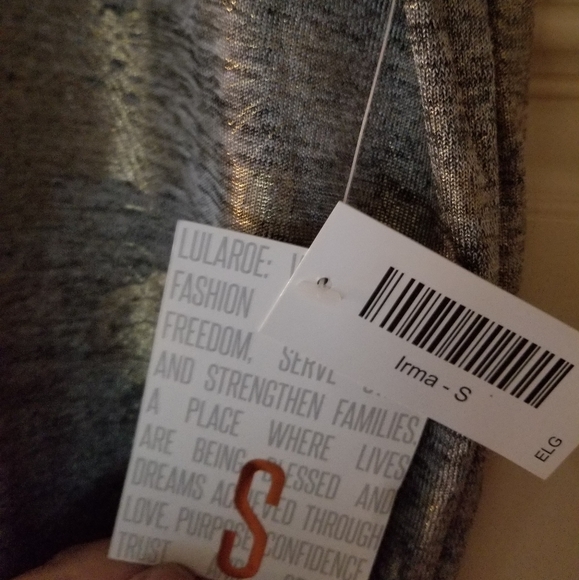 LULAROE:
FASHION
FREEDOM, SERVE
AND STRENGTHEN FAMILIES.
A PLACE WHERE LIVES
ARE BEING BLESSED AND
DREAMS ACHIEVED THROUGH
LOVE, PURPOSE, CONFIDENCE,
TRUST
S
Irma - S
ELG